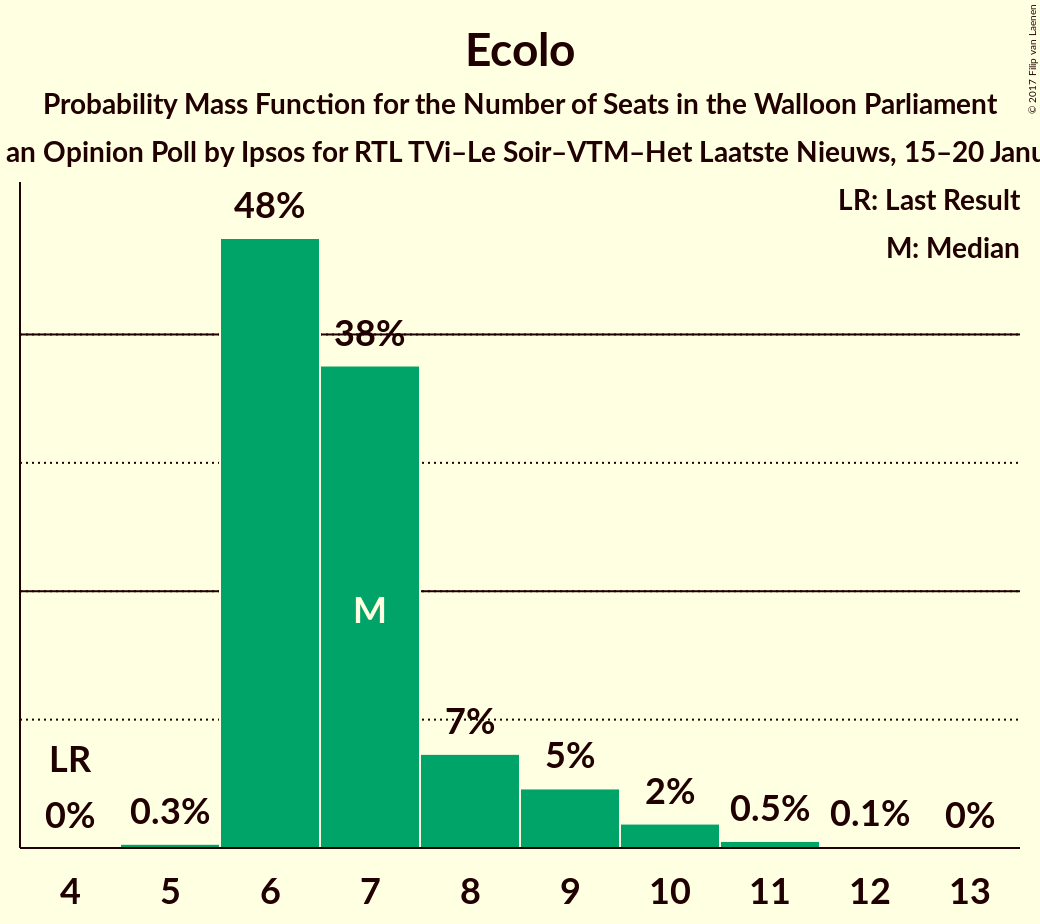 Ecolo
Probability Mass Function for the Number of Seats in the Walloon Parliament
an Opinion Poll by Ipsos for RTL TVi–Le Soir–VTM–Het Laatste Nieuws, 15–20
© 2017 Filip van Laenen
LR: Last Result
M: Median
48%
38%
M
7%
5%
2%
0.5%
0.1%
0%
LR
0%
0.3%
4 5 6 7 8 9 10 11 12 13